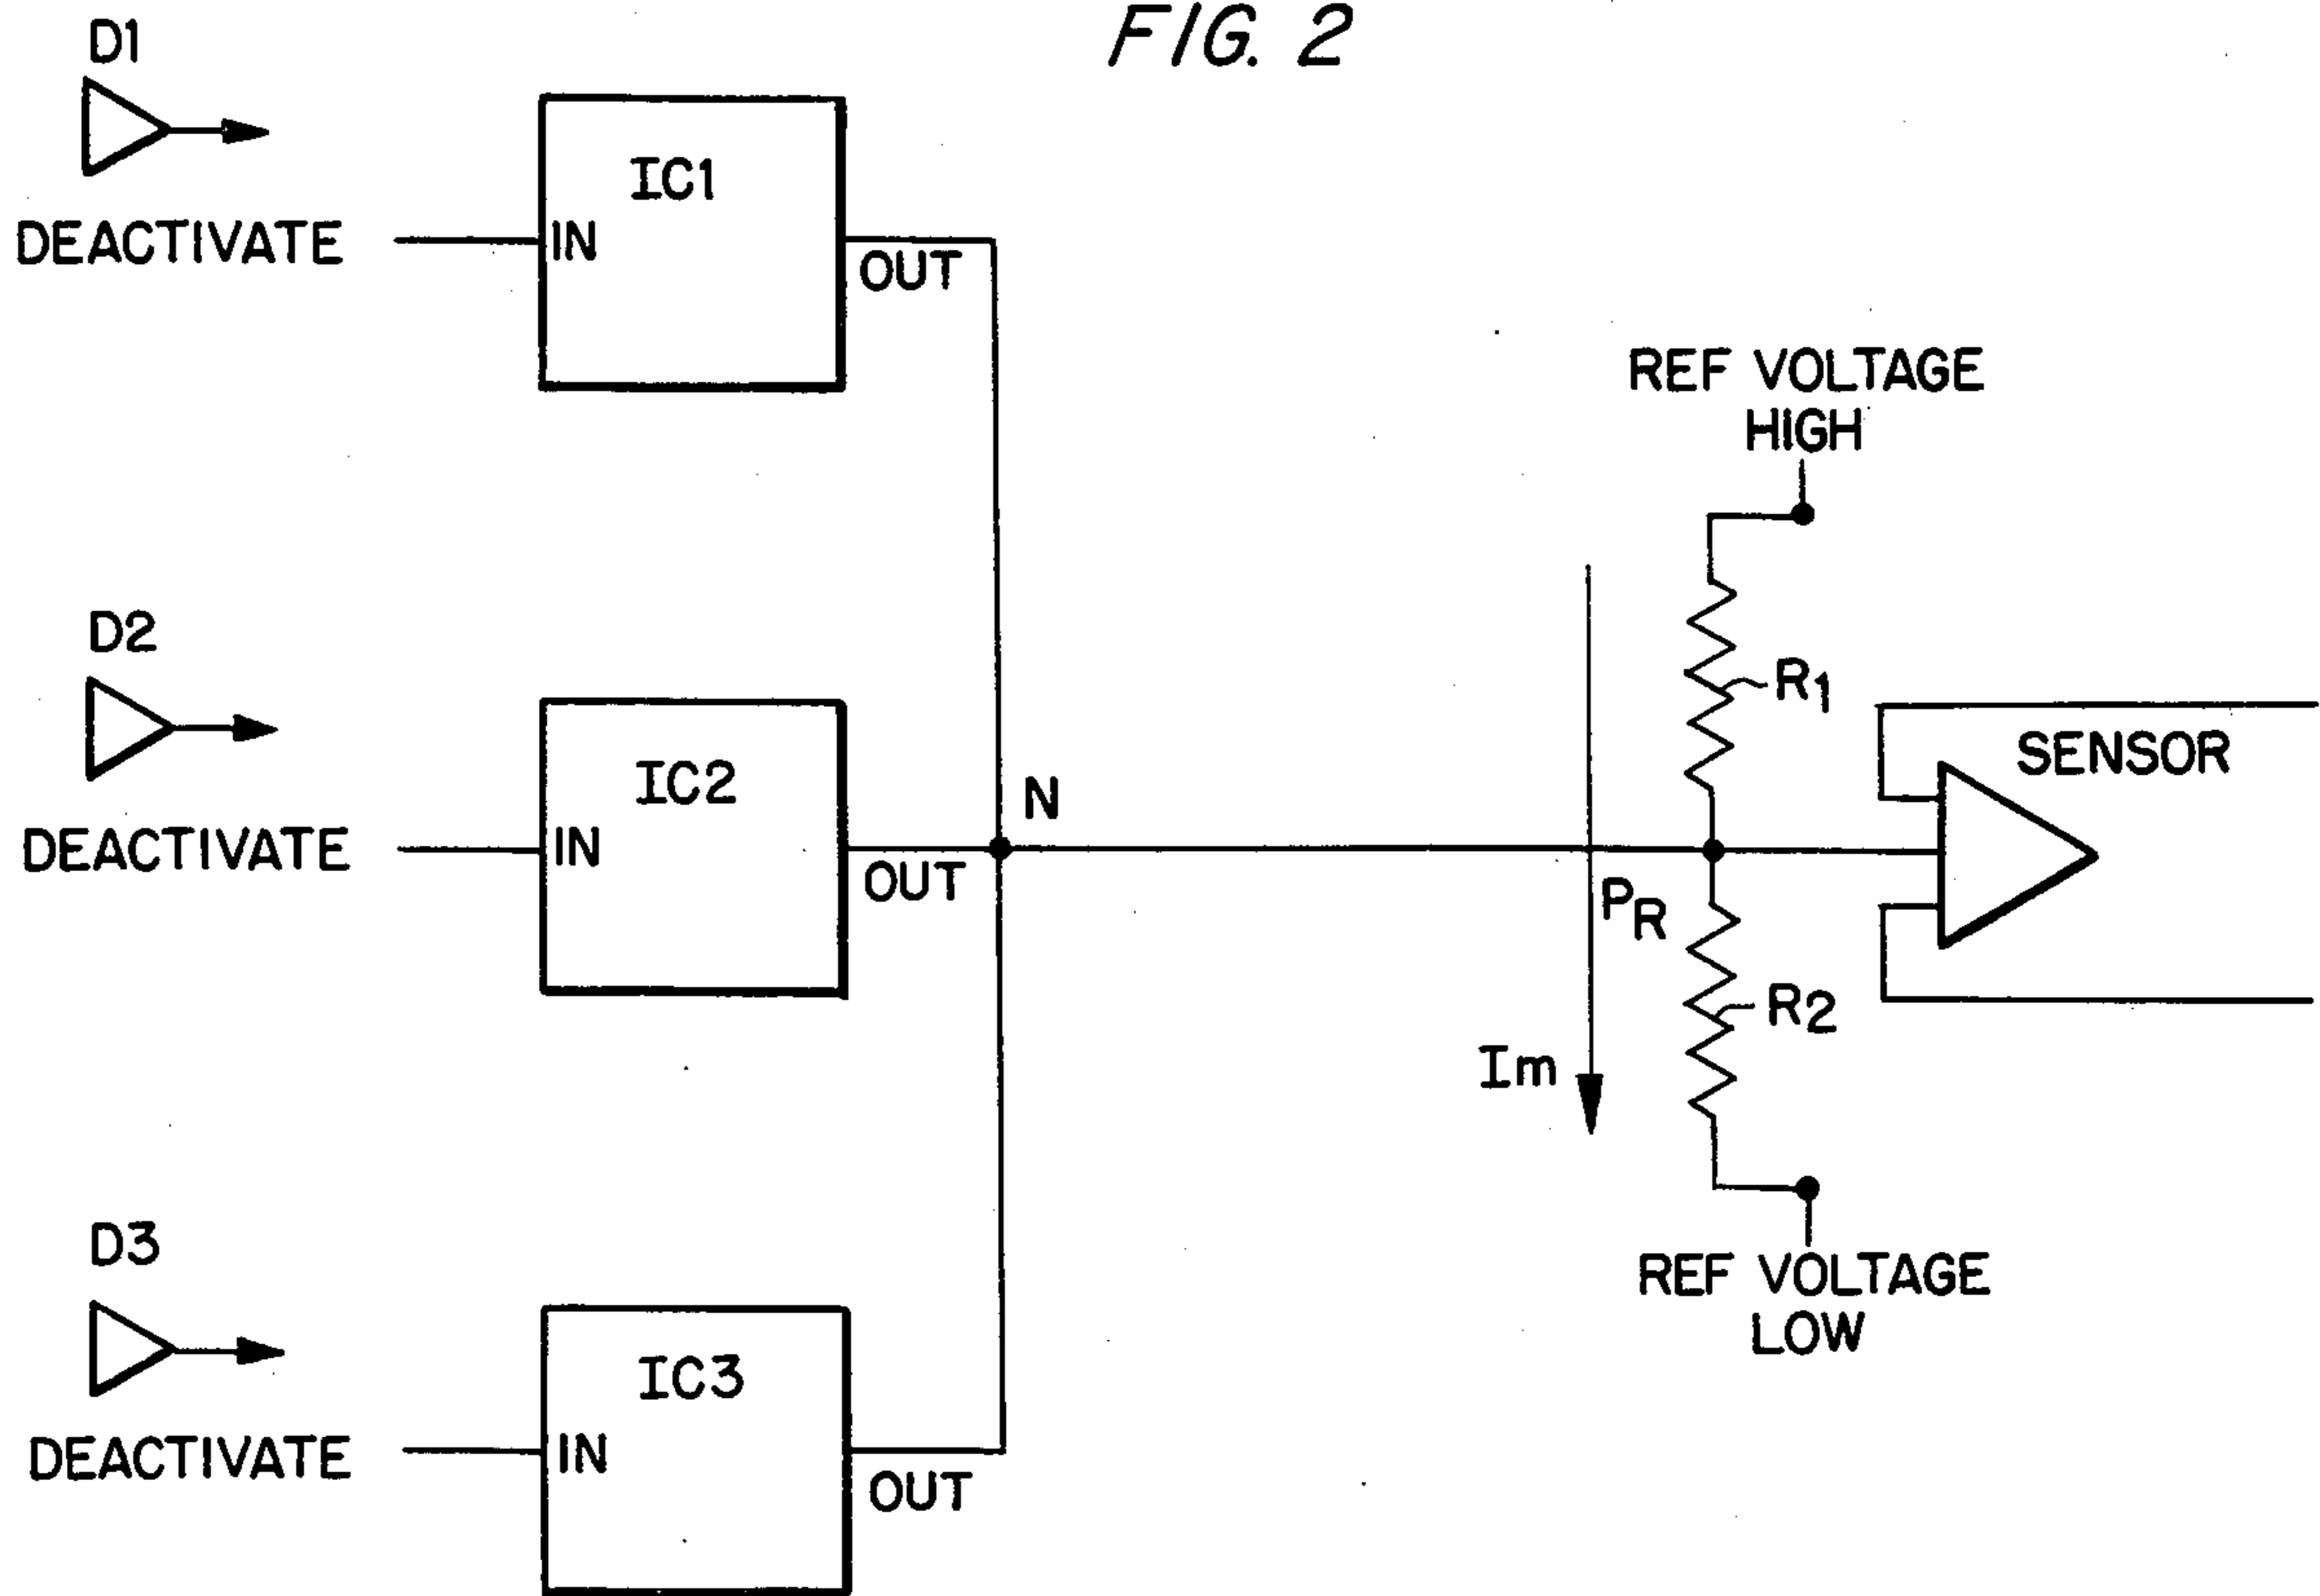 FIG. 2
D1
DEACTIVATE
IN
IC1
OUT
REF VOLTAGE
HIGH
R1
SENSOR
D2
DEACTIVATE
IN
IC2
OUT
N
PR
Im
R2
REF VOLTAGE
LOW
D3
DEACTIVATE
IN
IC3
OUT